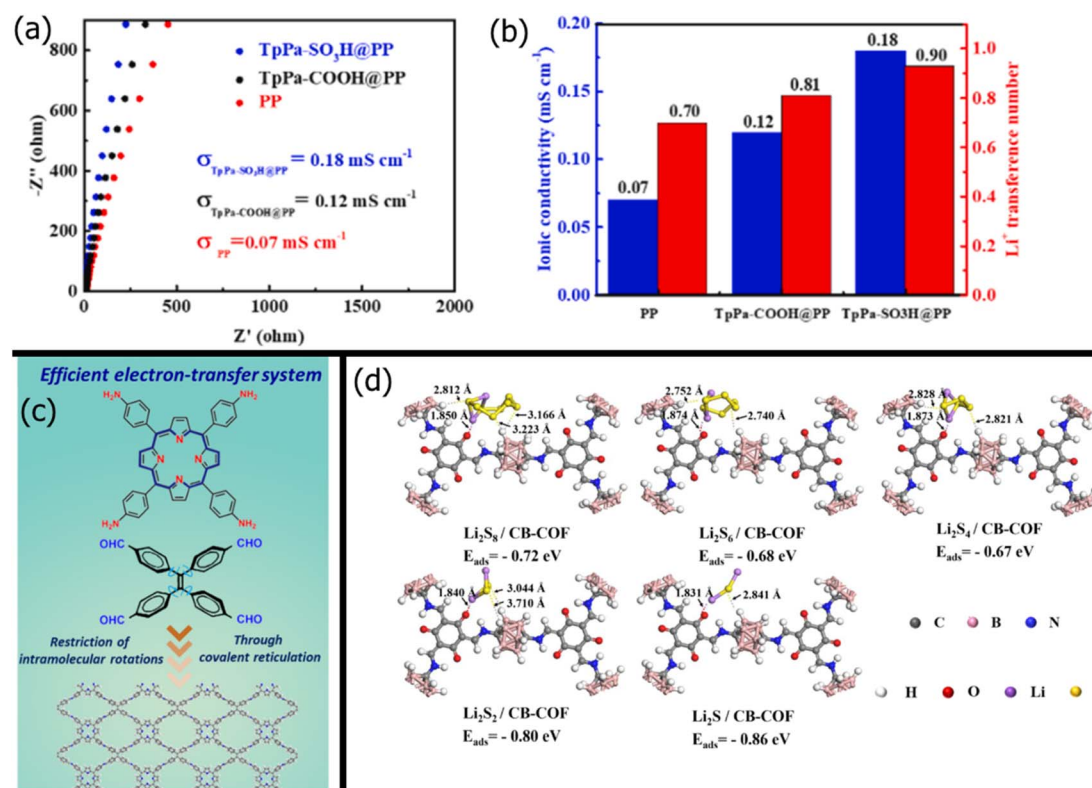 (a)
TpPa-SO3H@PP
TpPa-COOH@PP
PP
σTpPa-SO3H@PP= 0.18 mS cm-1
σTpPa-COOH@PP= 0.12 mS cm-1
σPP=0.07 mS cm-1
800
600
400
200
0
-Z'' (ohm)
0
500
1000
1500
2000
Z' (ohm)
(b)
0.20
0.15
0.10
0.05
0.00
Ionic conductivity (mS cm-1)
0.07
0.70
0.12
0.81
0.18
0.90
1.0
0.8
0.6
0.4
0.2
0.0
Li+ transference number
PP
TpPa-COOH@PP
TpPa-SO3H@PP
Efficient electron-transfer system
(c)
H2N
NH2
N
N
N
N
H2N
NH2
OHC
CHO
OHC
CHO
Restriction of
intramolecular rotations
Through
covalent reticulation
(d)
2.812 Å
1.850 Å
3.166 Å
3.223 Å
Li2S8 / CB-COF
Eads= - 0.72 eV
2.752 Å
1.874 Å
2.740 Å
Li2S6 / CB-COF
Eads= - 0.68 eV
2.828 Å
1.873 Å
2.821 Å
Li2S4 / CB-COF
Eads= - 0.67 eV
1.840 Å
3.044 Å
3.710 Å
Li2S2 / CB-COF
Eads= - 0.80 eV
1.831 Å
2.841 Å
Li2S / CB-COF
Eads= - 0.86 eV
C
B
N
H
O
Li